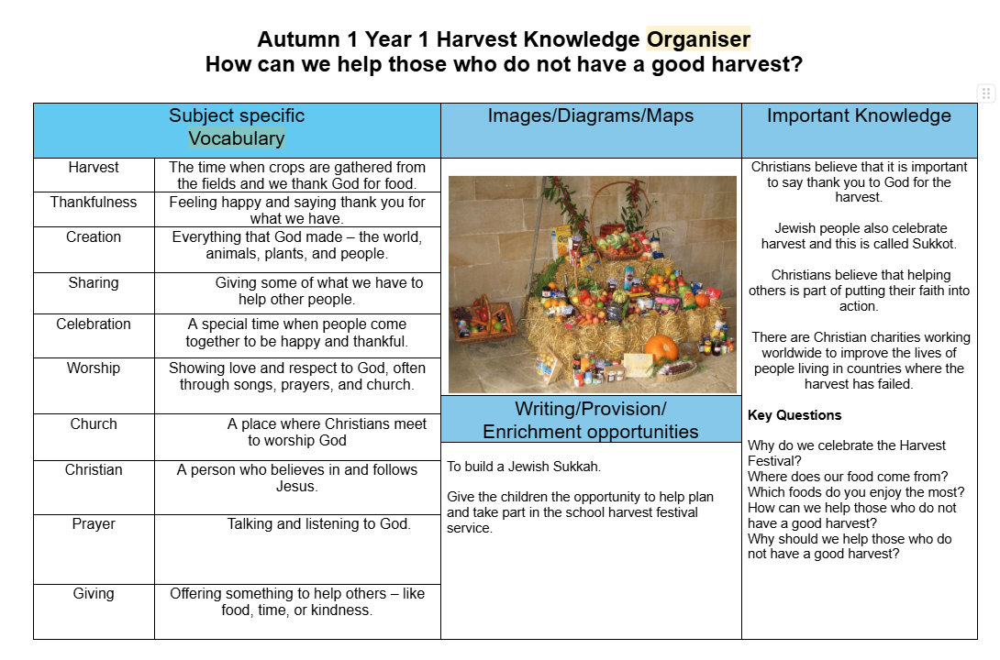 Autumn 1 Year 1 Harvest Knowledge Organiser
How can we help those who do not have a good harvest?
Subject specific
Vocabulary
Harvest
The time when crops are gathered from
the fields and we thank God for food.
Thankfulness
Feeling happy and saying thank you for
what we have.
Creation
Everything that God made – the world,
animals, plants, and people.
Sharing
Giving some of what we have to
help other people.
Celebration
A special time when people come
together to be happy and thankful.
Worship
Showing love and respect to God, often
through songs, prayers, and church.
Church
A place where Christians meet
to worship God
Christian
A person who believes in and follows
Jesus.
Prayer
Talking and listening to God.
Giving
Offering something to help others – like
food, time, or kindness.
Images/Diagrams/Maps
Writing/Provision/
Enrichment opportunities
To build a Jewish Sukkah.
Give the children the opportunity to help plan
and take part in the school harvest festival
service.
Important Knowledge
Christians believe that it is important
to say thank you to God for the
harvest.
Jewish people also celebrate
harvest and this is called Sukkot.
Christians believe that helping
others is part of putting their faith into
action.
There are Christian charities working
worldwide to improve the lives of
people living in countries where the
harvest has failed.
Key Questions
Why do we celebrate the Harvest
Festival?
Where does our food come from?
Which foods do you enjoy the most?
How can we help those who do not
have a good harvest?
Why should we help those who do
not have a good harvest?